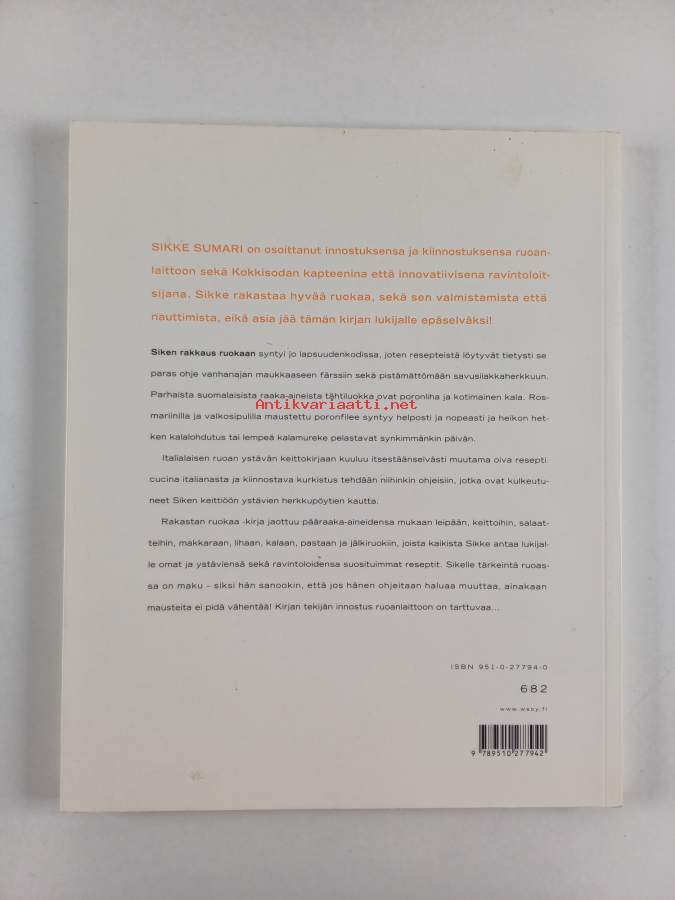 SIKKE SUMARI on osoittanut innostuksensa ja kiinnostuksensa ruoan-
laittoon sekä Kokkisodan kapteenina että innovatiivisena ravintoloit-
sijana. Sikke rakastaa hyvää ruokaa, sekä sen valmistamista että
nauttimista, eikä asia jää tämän kirjan lukijalle epäselväksi!
Siken rakkaus ruokaan syntyi jo lapsuudenkodissa, joten resepteistä löytyvät tietysti se
paras ohje vanhanajan maukkaaseen färssiin sekä pistämättömään savusilakkaherkkuun.
Parhaista suomalaisista raaka-aineista tähtiluokka ovat poronliha ja kotimainen kala. Ros-
Antikvariaatti.net
mariinilla ja valkosipulilla maustettu poronfilee syntyy helposti ja nopeasti ja heikon het-
ken kalalohdutus tai lempeä kalamureke pelastavat synkimmänkin päivän.
Italialaisen ruoan ystävän keittokirjaan kuuluu itsestäänselvästi muutama oiva resepti
cucina italianasta ja kiinnostava kurkistus tehdään niihinkin ohjeisiin, jotka ovat kulkeutu-
neet Siken keittiöön ystävien herkkupöytien kautta.
Rakastan ruokaa -kirja jaottuu pääraaka-aineidensa mukaan leipään, keittoihin, salaat-
teihin, makkaraan, lihaan, kalaan, pastaan ja jälkiruokiin, joista kaikista Sikke antaa lukijal-
le omat ja ystäviensä sekä ravintoloidensa suosituimmat reseptit. Sikelle tärkeintä ruoas-
sa on maku – siksi hän sanookin, että jos hänen ohjeitaan haluaa muuttaa, ainakaan
mausteita ei pidä vähentää! Kirjan tekijän innostus ruoanlaittoon on tarttuvaa...
ISBN 951-0-27794-0
682
www.wsoy.fi
9 789510 277942